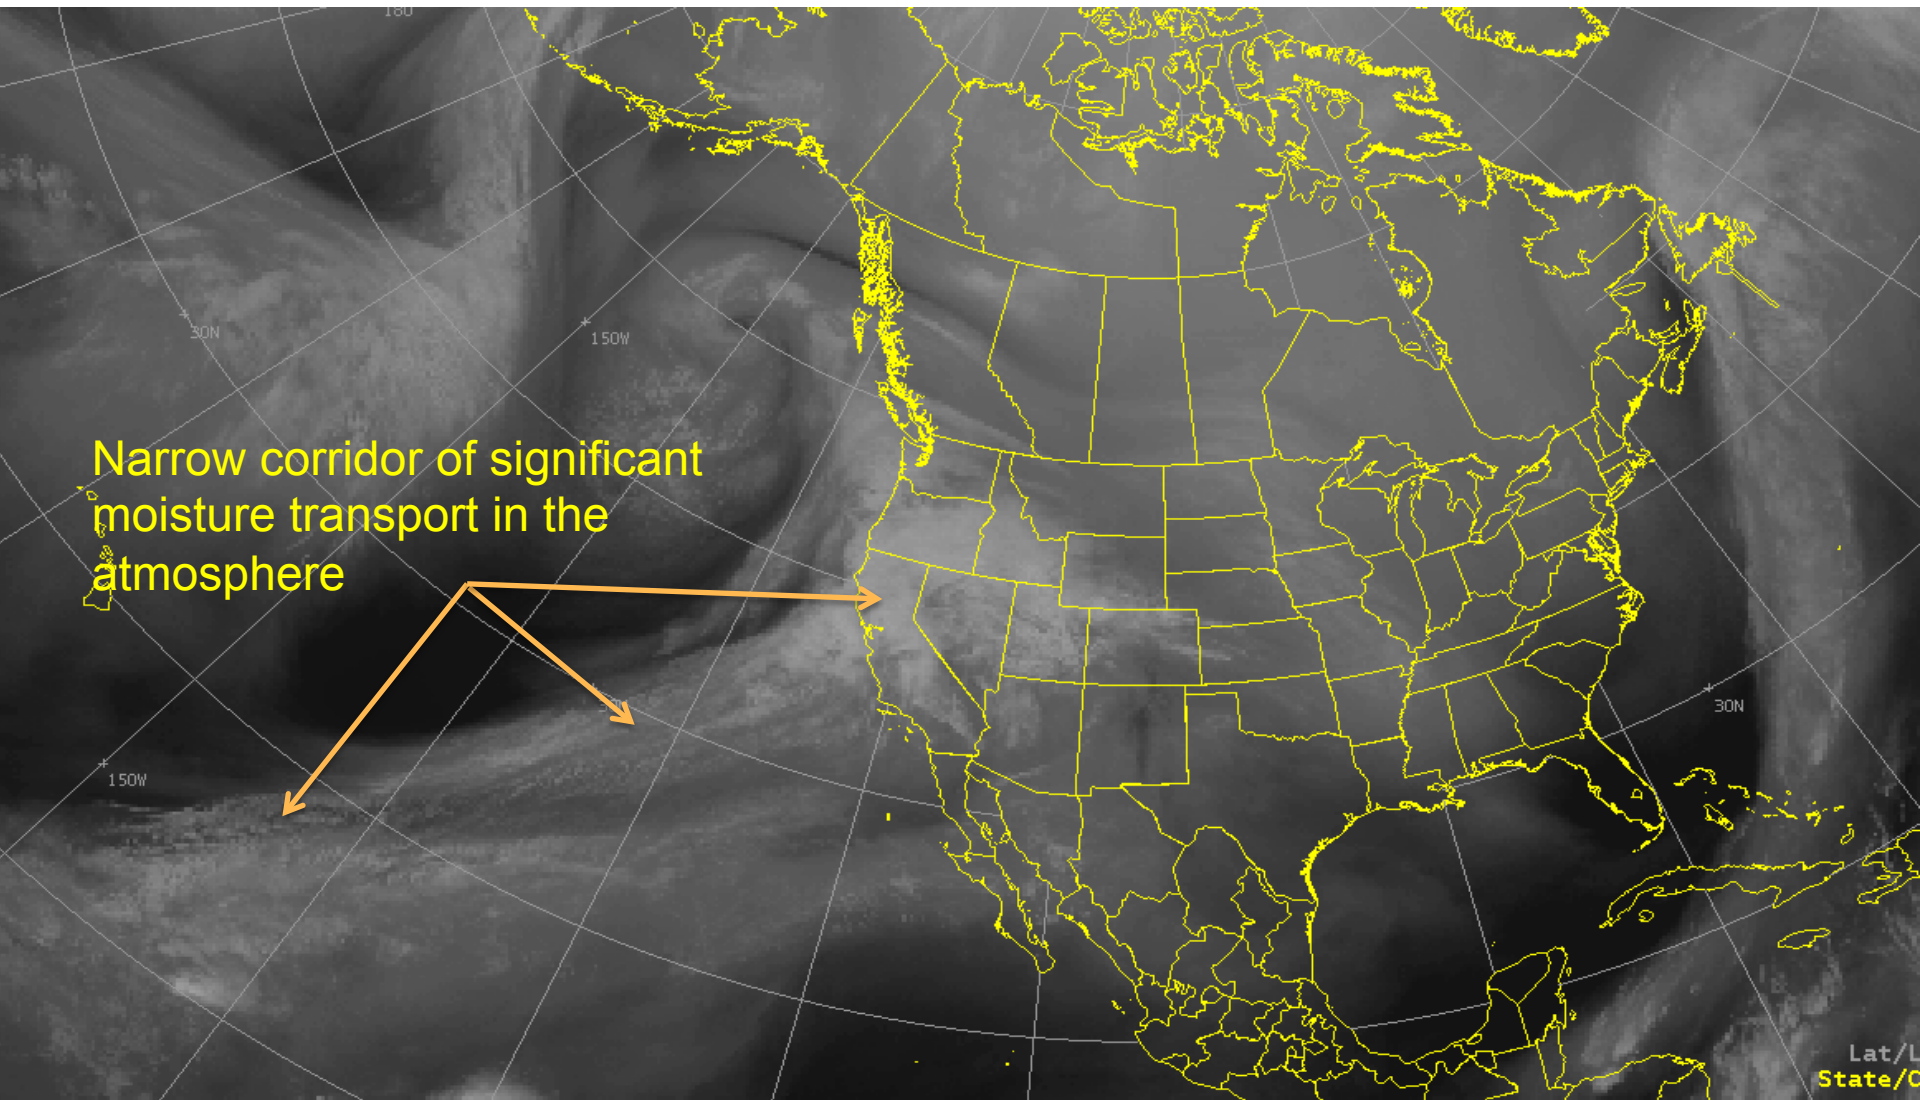 180
30N
150W
Narrow corridor of significant
moisture transport in the
atmosphere
30N
150W
Lat/L
State/C